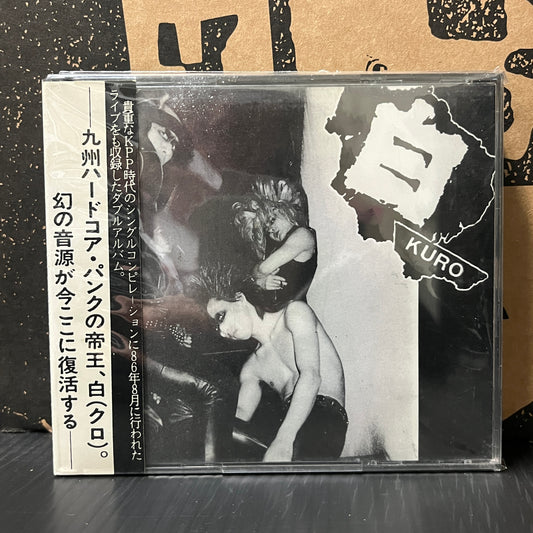 九州ハードコア・パンクの帝王、白(クロ)。
幻の音源が今ここに復活する
貴重なKPP時代のシングルコンピレーションに86年8月に行われた
ライブをも収録したダブルアルバム。
白
KURO